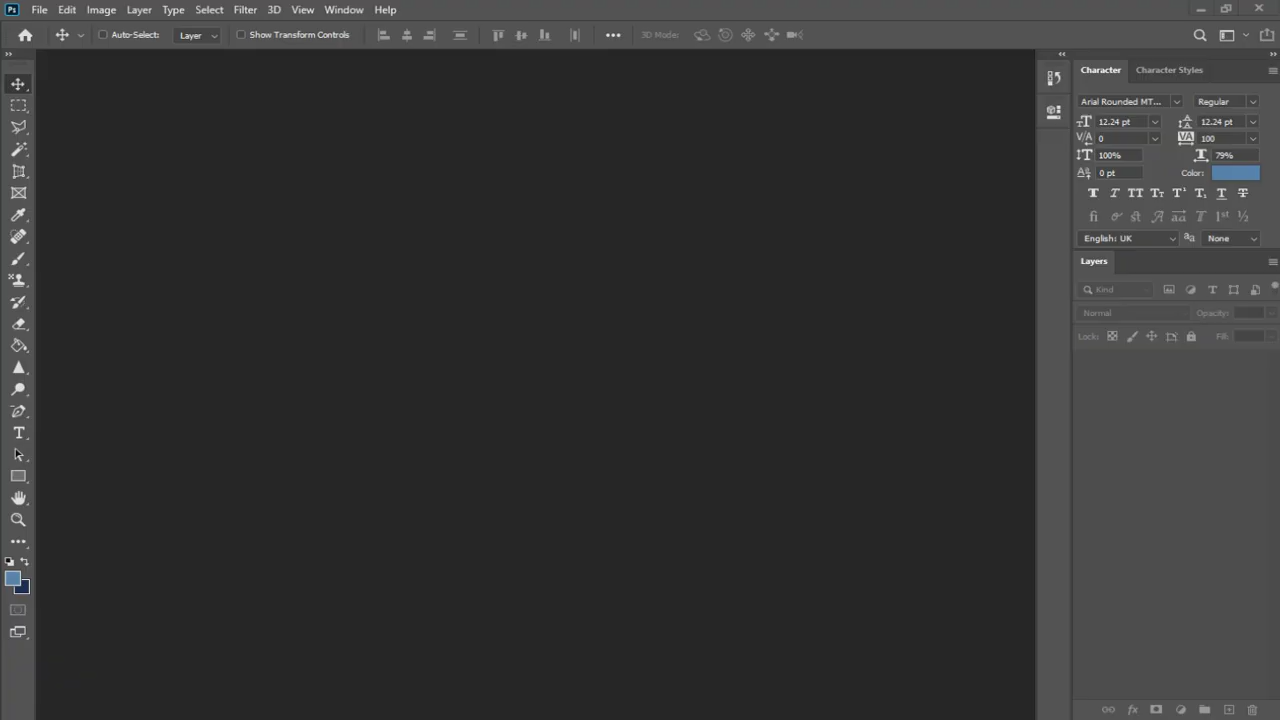 Ps File Edit Image Layer Type Select Filter 3D View Window Help
Auto-Select: Layer Show Transform Controls 3D Mode:
Character Character Styles
Arial Rounded MT... Regular
12.24 pt 12.24 pt
0 100
100% 79%
0 pt Color:
English: UK None
Layers
Kind
Normal Opacity:
Lock: Fill: